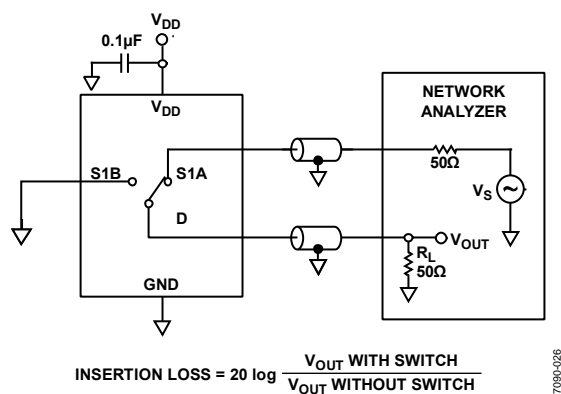 VDD
0.1µF
VDD
NETWORK
ANALYZER
S1B
S1A
50Ω
VS
D
VOUT
RL
50Ω
GND
INSERTION LOSS = 20 log VOUT WITH SWITCH
VOUT WITHOUT SWITCH
7090-026